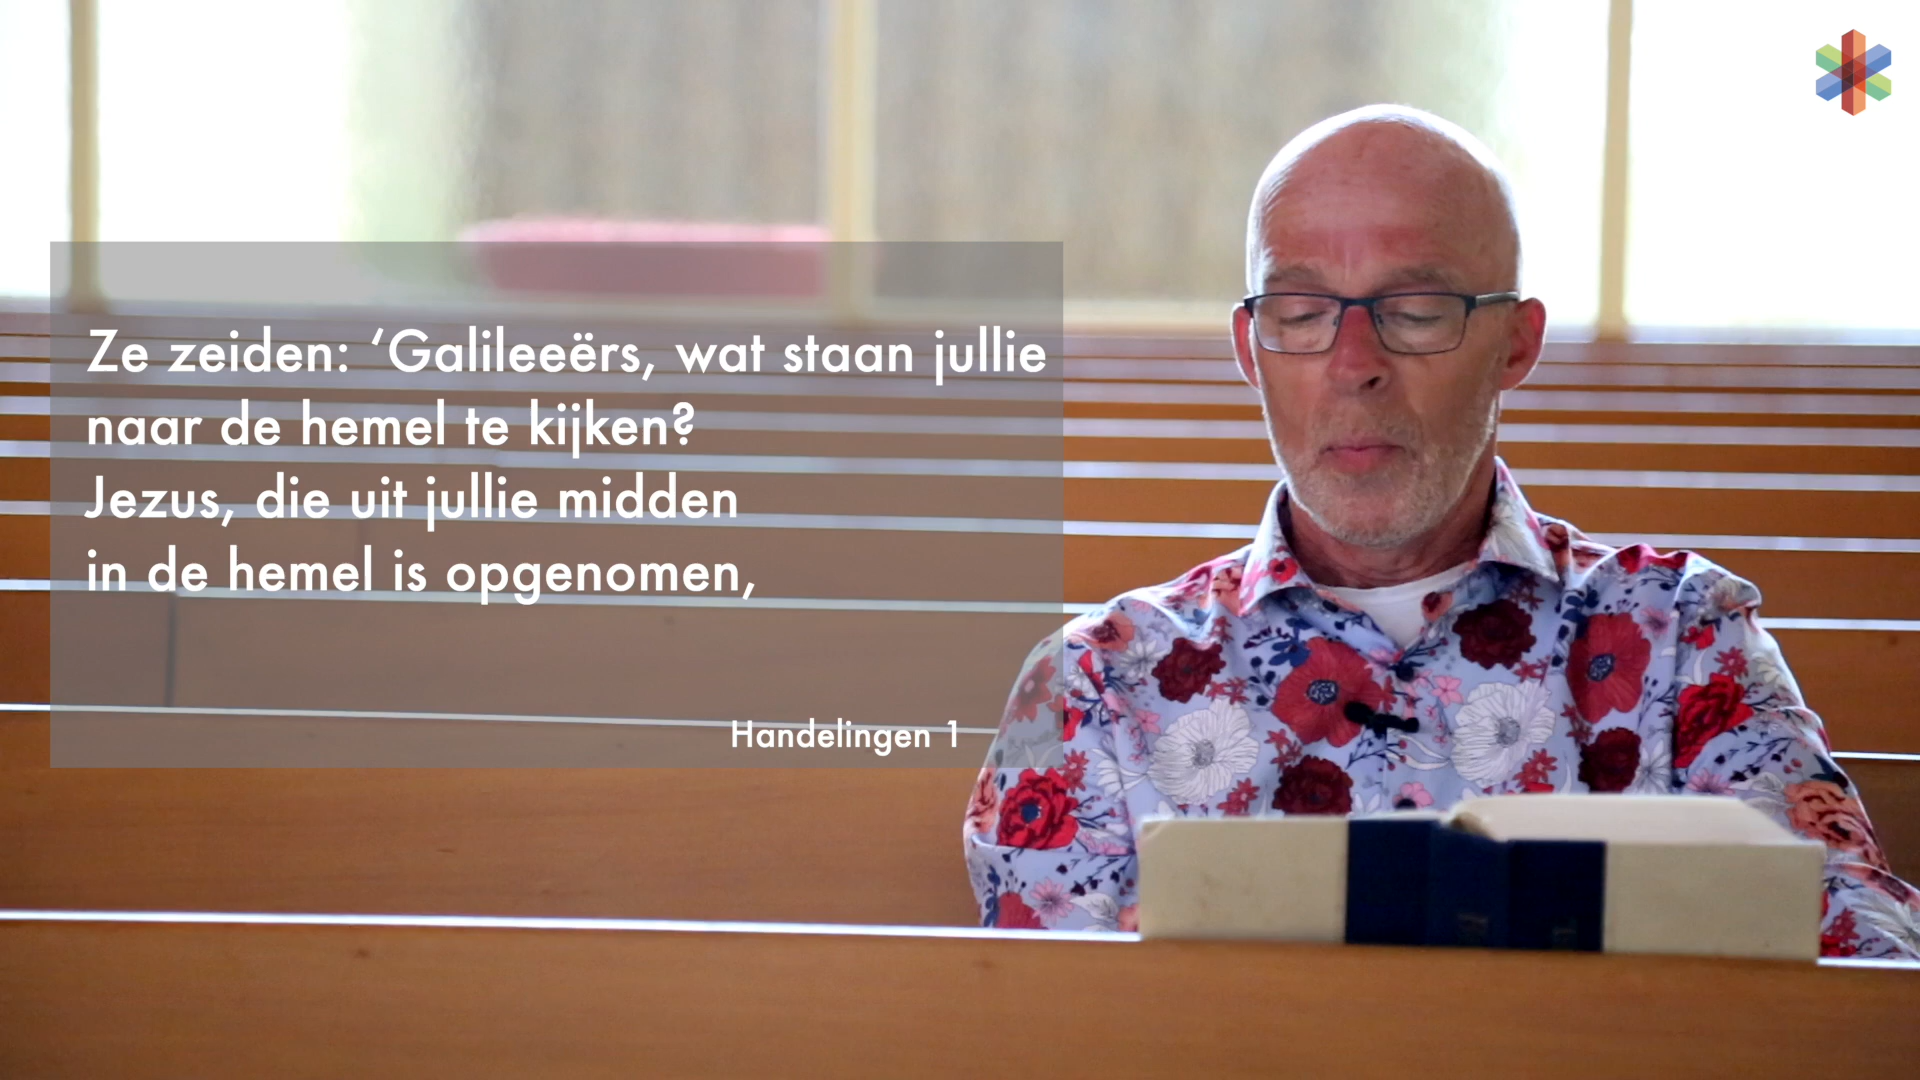 Ze zeiden: ‘Galileeërs, wat staan jullie
naar de hemel te kijken?
Jezus, die uit jullie midden
in de hemel is opgenomen,
Handelingen 1